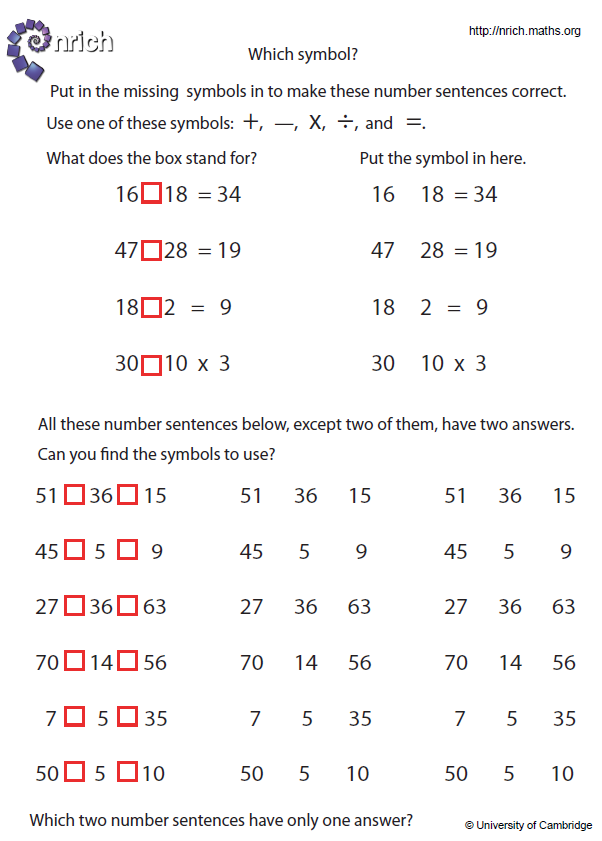 enrich
http://nrich.maths.org
Which symbol?
Put in the missing symbols in to make these number sentences correct.
Use one of these symbols: +, —, X, ÷, and =.
What does the box stand for? Put the symbol in here.
16 □ 18 = 34 16 18 = 34
47 □ 28 = 19 47 28 = 19
18 □ 2 = 9 18 2 = 9
30 □ 10 x 3 30 10 x 3
All these number sentences below, except two of them, have two answers.
Can you find the symbols to use?
51 □ 36 □ 15 51 36 15 51 36 15
45 □ 5 □ 9 45 5 9 45 5 9
27 □ 36 □ 63 27 36 63 27 36 63
70 □ 14 □ 56 70 14 56 70 14 56
7 □ 5 □ 35 7 5 35 7 5 35
50 □ 5 □ 10 50 5 10 50 5 10
Which two number sentences have only one answer?
© University of Cambridge